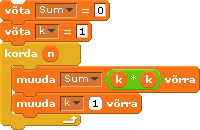 võta Sum = 0
võta k = 1
korda n
muuda Sum k * k võrra
muuda k 1 võrra